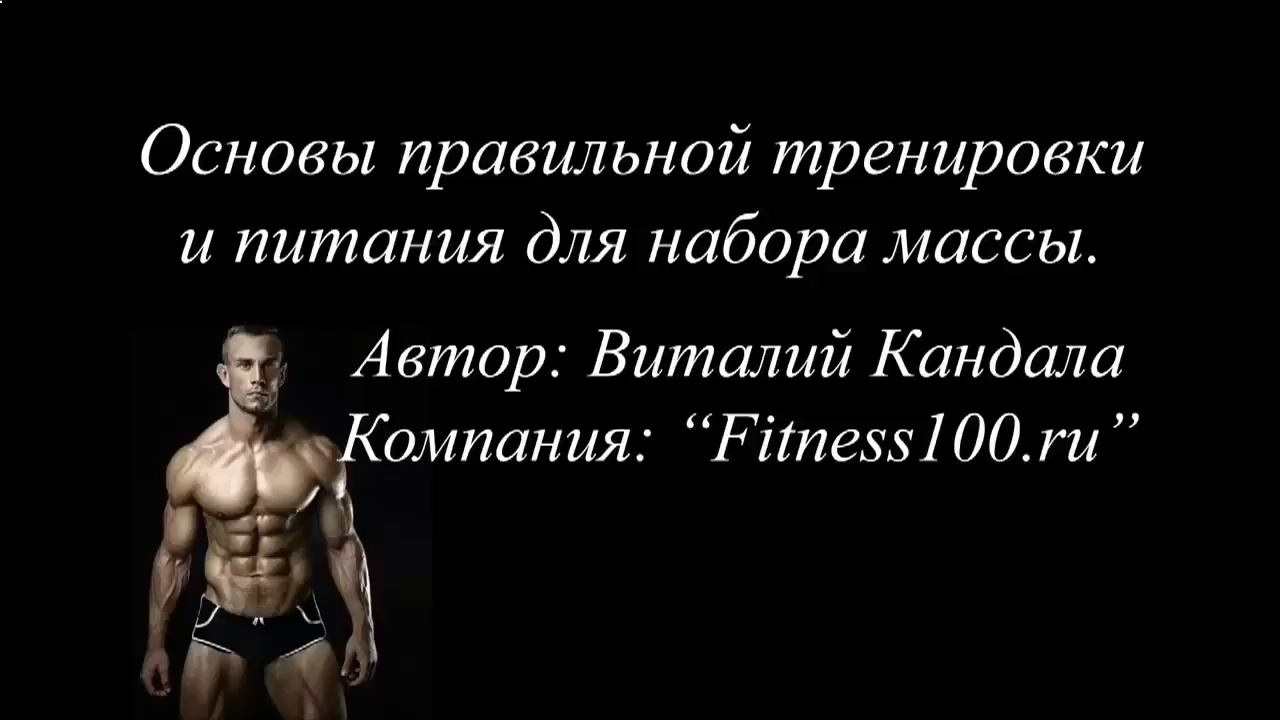 Основы правильной тренировки
и питания для набора массы.
Автор: Виталий Кандала
Компания: “Fitness100.ru”